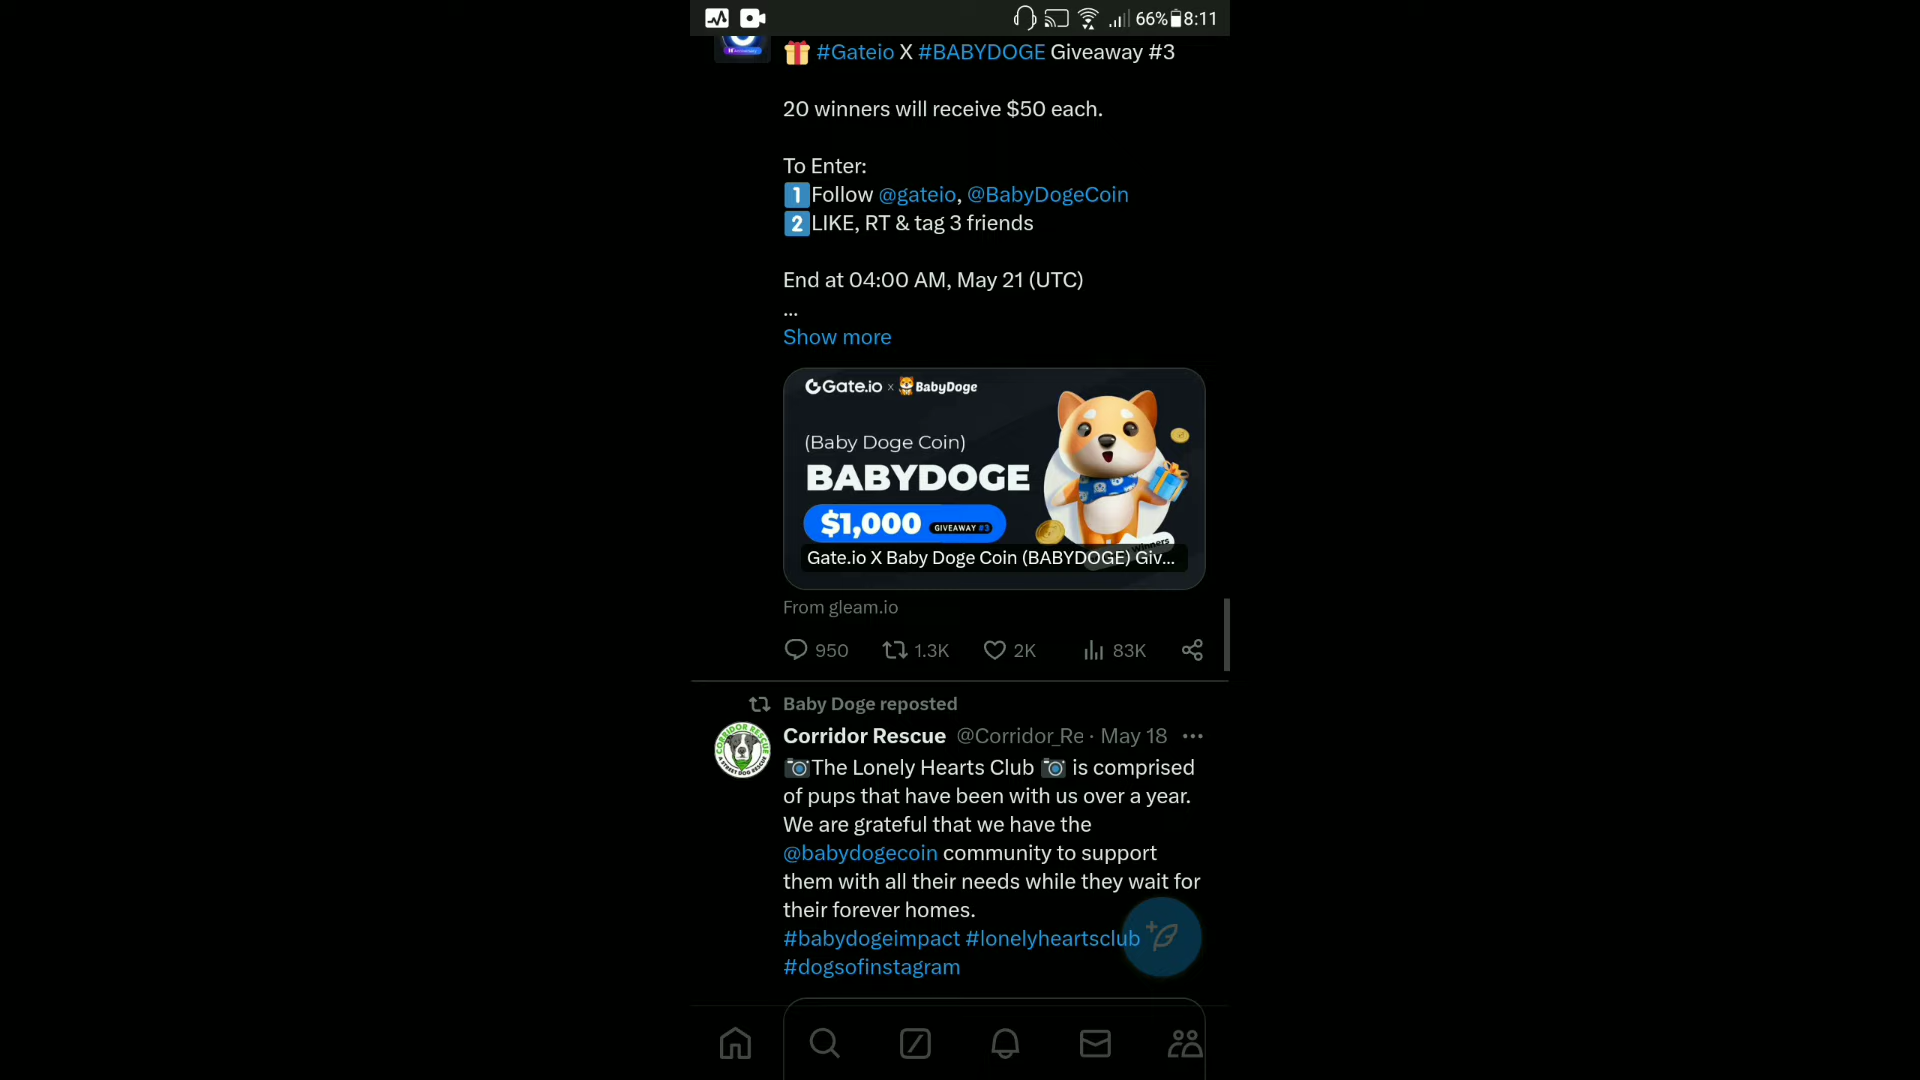 66% 8:11
🎁 #Gateio X #BABYDOGE Giveaway #3
20 winners will receive $50 each.
To Enter:
1️⃣Follow @gateio, @BabyDogeCoin
2️⃣LIKE, RT & tag 3 friends
End at 04:00 AM, May 21 (UTC)
...
Show more
Gate.io x BabyDoge
(Baby Doge Coin)
BABYDOGE
$1,000 GIVEAWAY #3
Gate.io X Baby Doge Coin (BABYDOGE) Giv...
From gleam.io
950 1.3K 2K 83K
Baby Doge reposted
Corridor Rescue @Corridor_Re · May 18
📷The Lonely Hearts Club 📷 is comprised
of pups that have been with us over a year.
We are grateful that we have the
@babydogecoin community to support
them with all their needs while they wait for
their forever homes.
#babydogeimpact #lonelyheartsclub
#dogsofinstagram